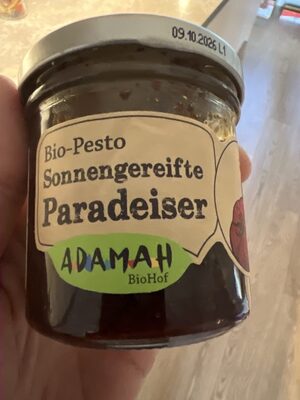 09.10.2026 L1
Bio-Pesto
Sonnengereifte
Paradeiser
ADAMAH
BioHof